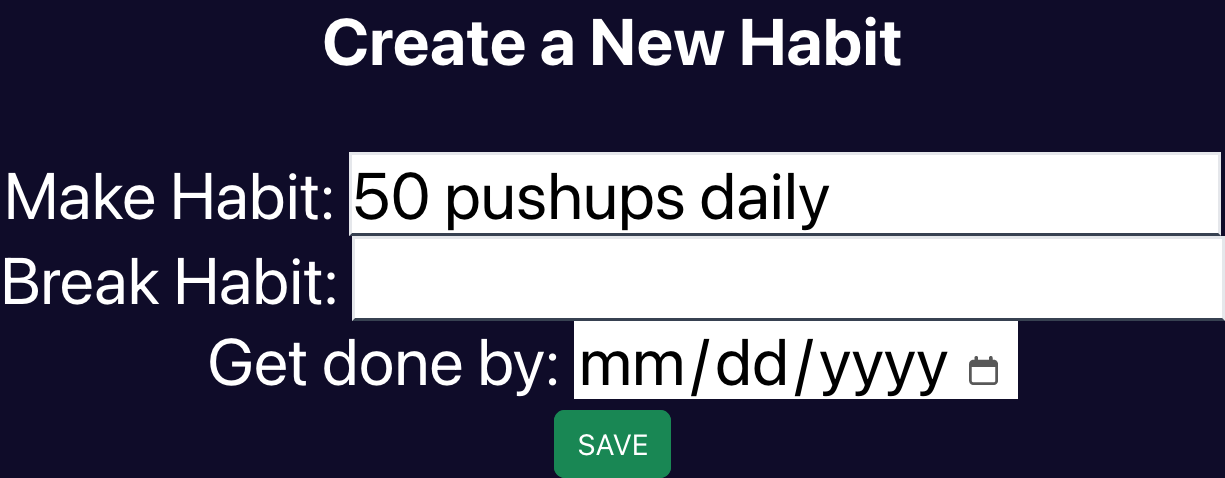 Create a New Habit
Make Habit: 50 pushups daily
Break Habit:
Get done by: mm/dd/yyyy
SAVE